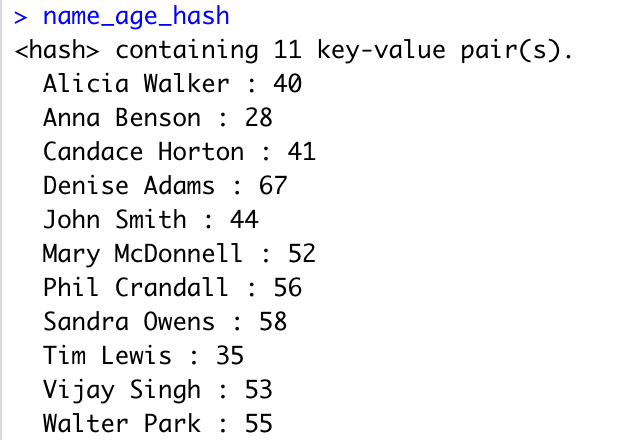 > name_age_hash
<hash> containing 11 key-value pair(s).
Alicia Walker : 40
Anna Benson : 28
Candace Horton : 41
Denise Adams : 67
John Smith : 44
Mary McDonnell : 52
Phil Crandall : 56
Sandra Owens : 58
Tim Lewis : 35
Vijay Singh : 53
Walter Park : 55